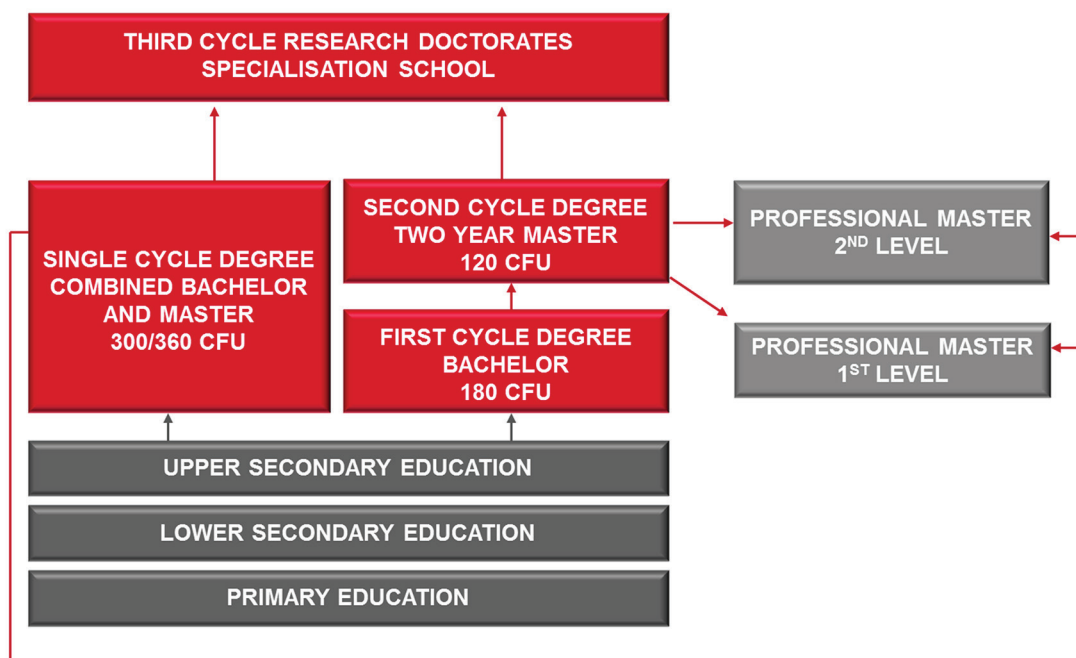 THIRD CYCLE RESEARCH DOCTORATES
SPECIALISATION SCHOOL
SINGLE CYCLE DEGREE
COMBINED BACHELOR
AND MASTER
300/360 CFU
SECOND CYCLE DEGREE
TWO YEAR MASTER
120 CFU
FIRST CYCLE DEGREE
BACHELOR
180 CFU
PROFESSIONAL MASTER
2ND LEVEL
PROFESSIONAL MASTER
1ST LEVEL
UPPER SECONDARY EDUCATION
LOWER SECONDARY EDUCATION
PRIMARY EDUCATION